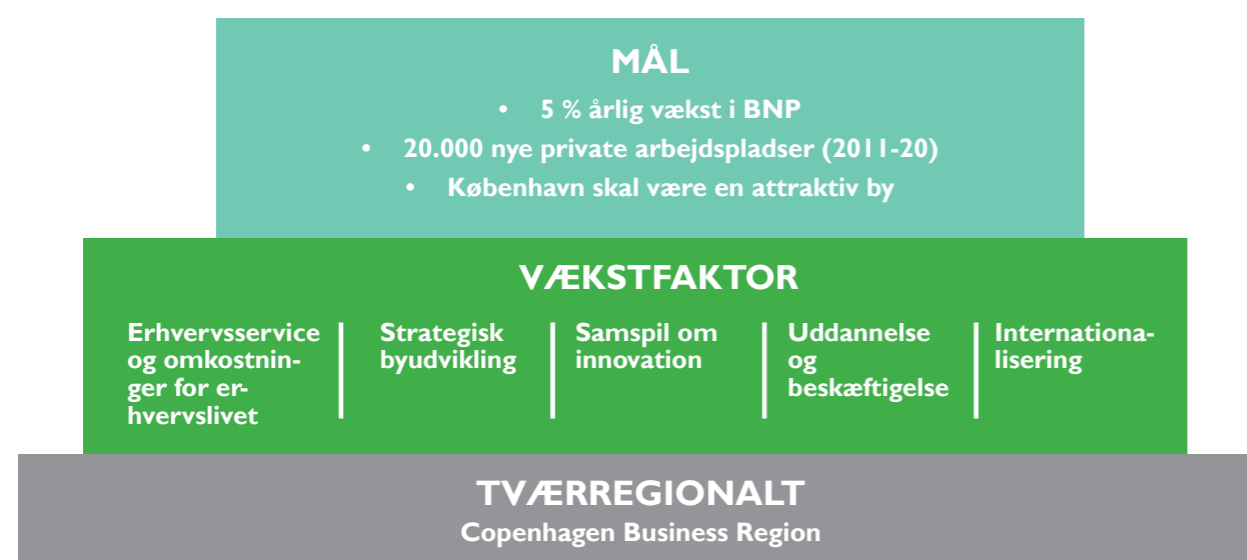 MÅL
• 5 % årlig vækst i BNP
• 20.000 nye private arbejdspladser (2011-20)
• København skal være en attraktiv by
VÆKSTFAKTOR
Erhvervsservice
og omkostnin-
ger for er-
hvervslivet
Strategisk
byudvikling
Samspil om
innovation
Uddannelse
og
beskæftigelse
Internationa-
lisering
TVÆRREGIONALT
Copenhagen Business Region